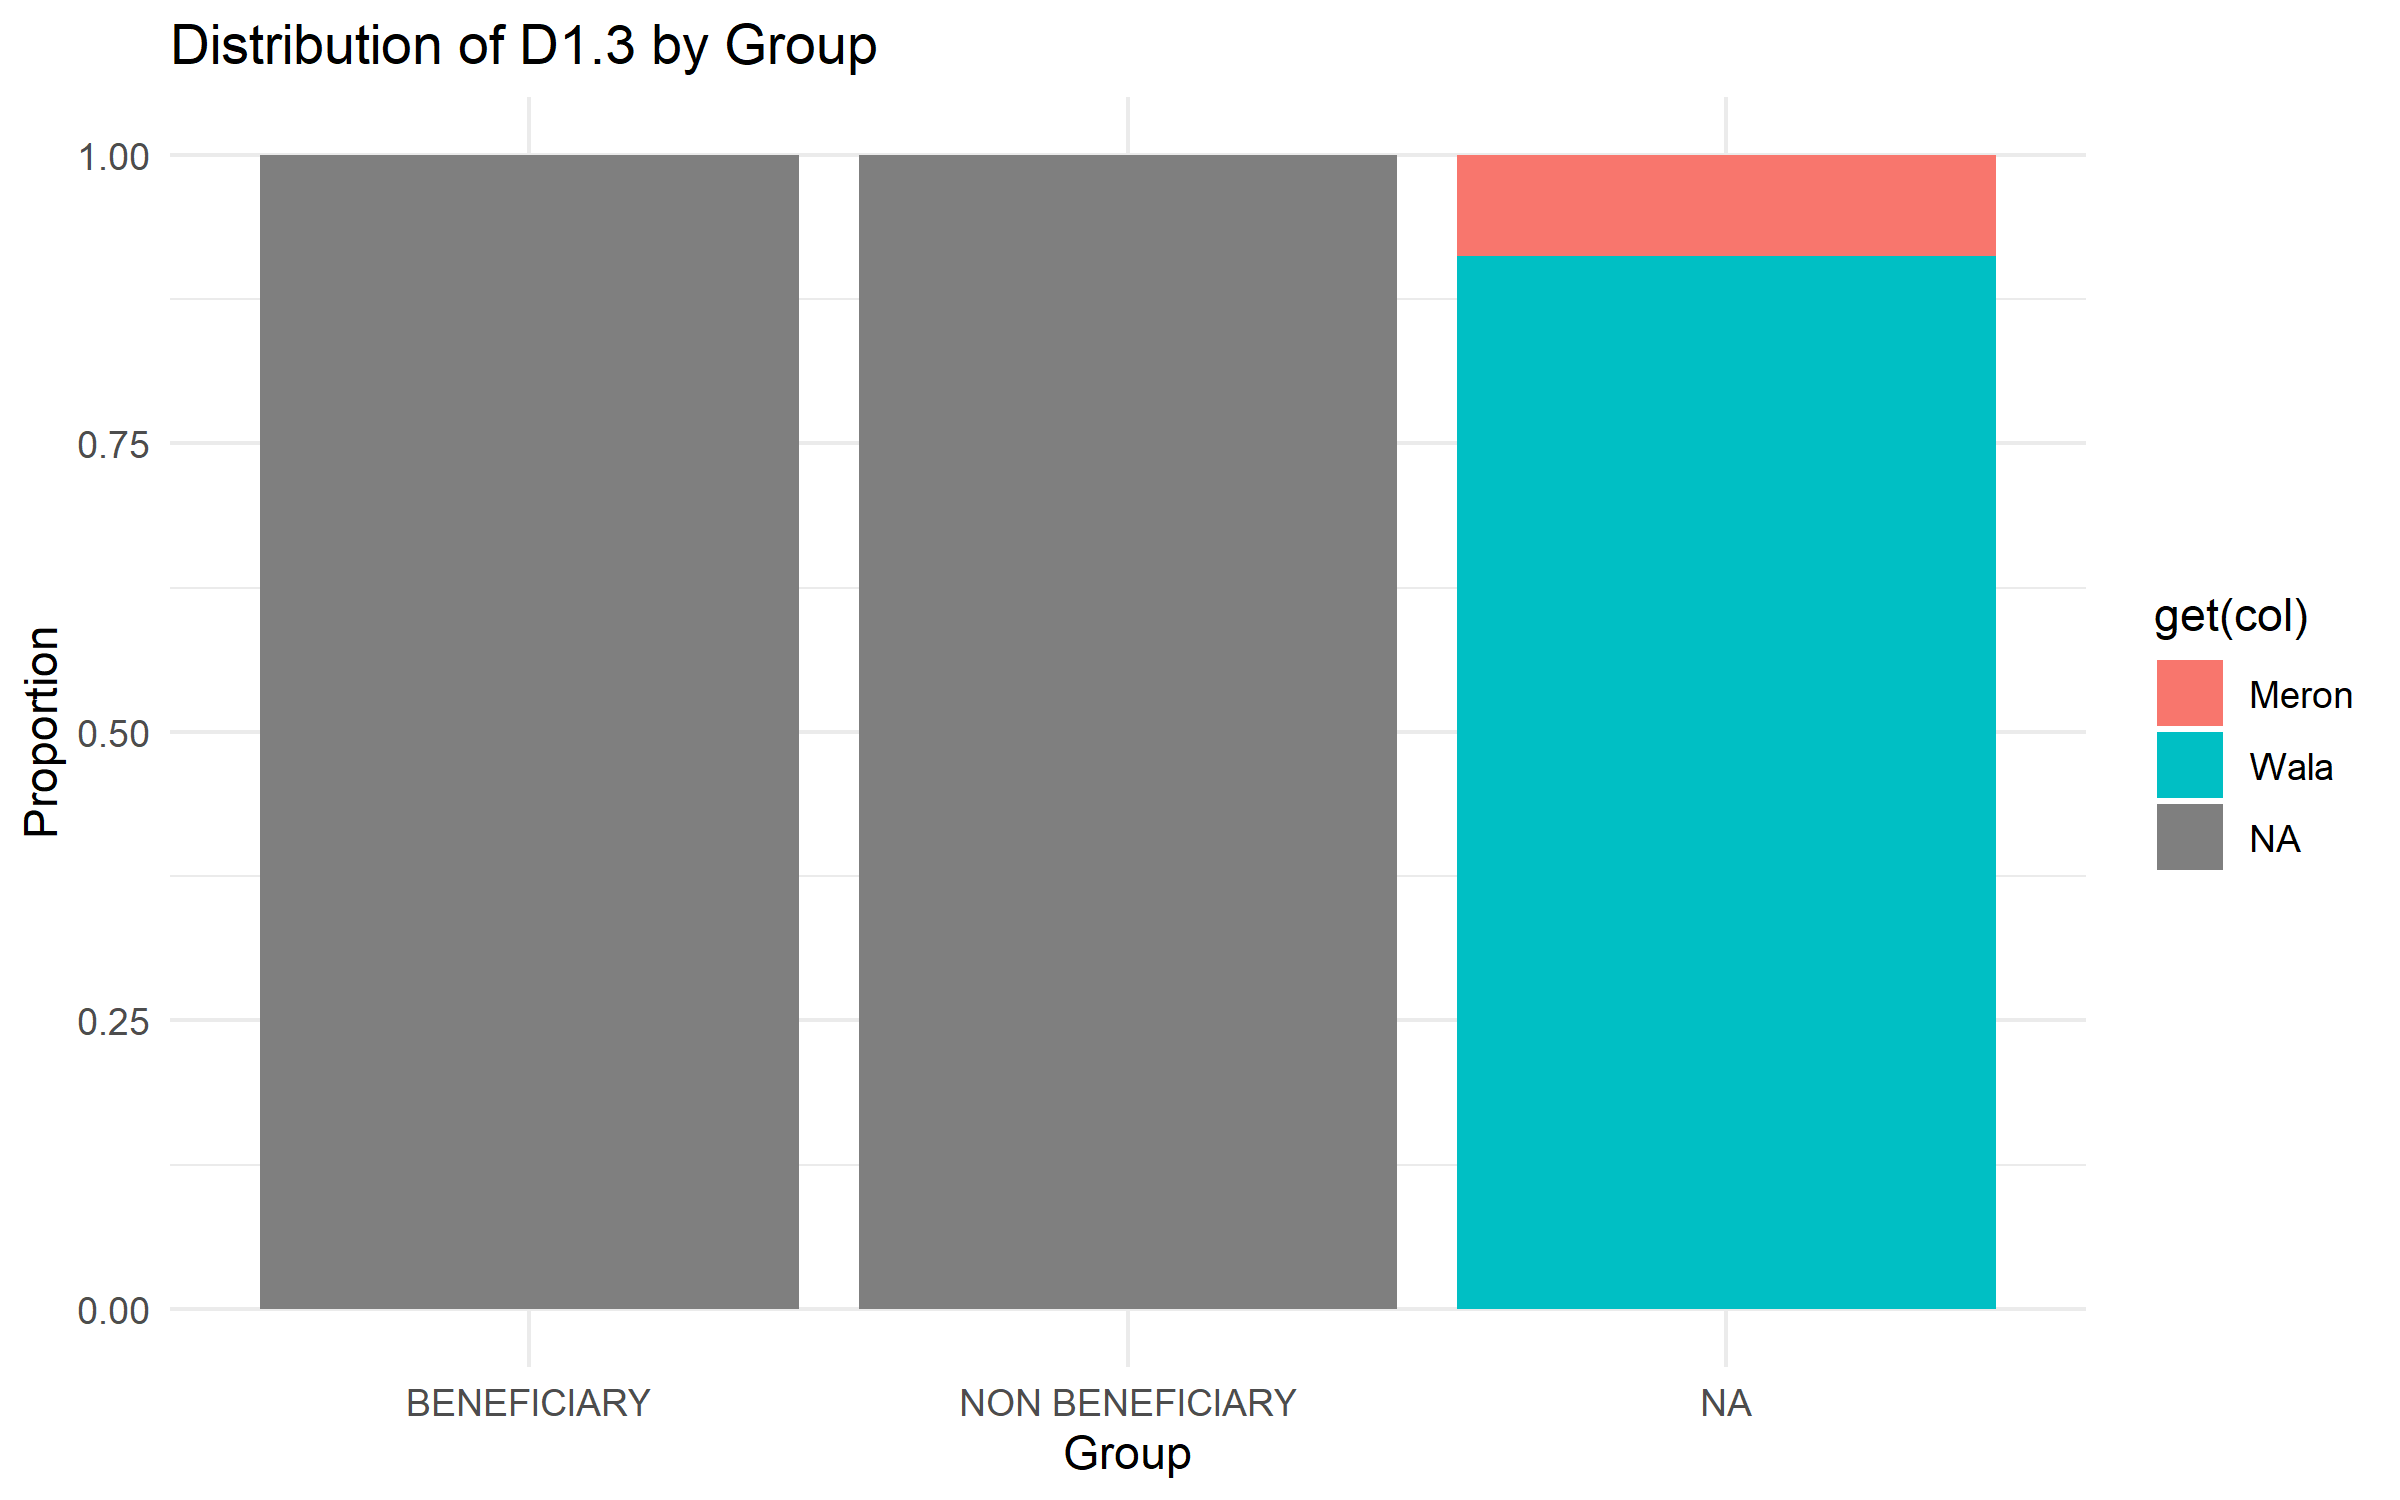 Distribution of D1.3 by Group
1.00
0.75
0.50
0.25
0.00
Proportion
BENEFICIARY
NON BENEFICIARY
NA
Group
get(col)
Meron
Wala
NA